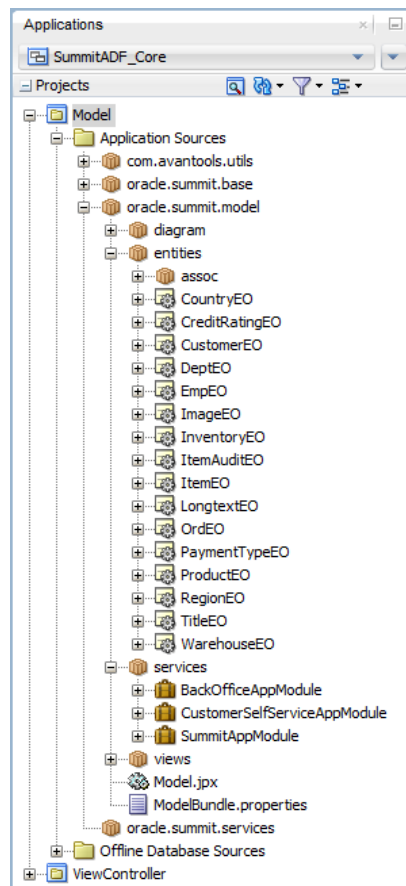 Applications
SummitADF_Core
Projects
Model
Application Sources
com.avantools.utils
oracle.summit.base
oracle.summit.model
diagram
entities
assoc
CountryEO
CreditRatingEO
CustomerEO
DeptEO
EmpEO
ImageEO
InventoryEO
ItemAuditEO
ItemEO
LongtextEO
OrdEO
PaymentTypeEO
ProductEO
RegionEO
TitleEO
WarehouseEO
services
BackOfficeAppModule
CustomerSelfServiceAppModule
SummitAppModule
views
Model.jpx
ModelBundle.properties
oracle.summit.services
Offline Database Sources
ViewController